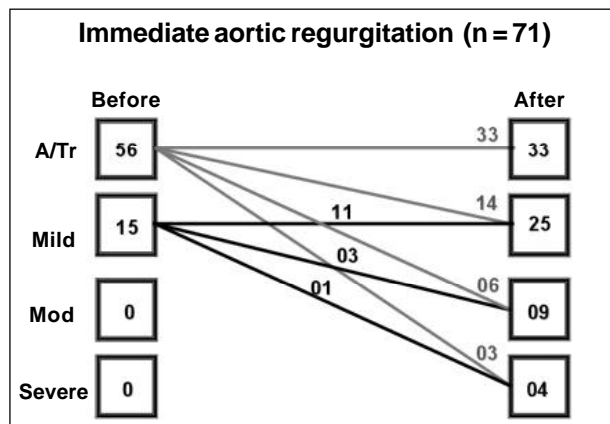 Immediate aortic regurgitation (n = 71)
Before After
A/Tr 56 33 33
Mild 15 11 14 25
03
Mod 0 01 06 09
Severe 0 03 04